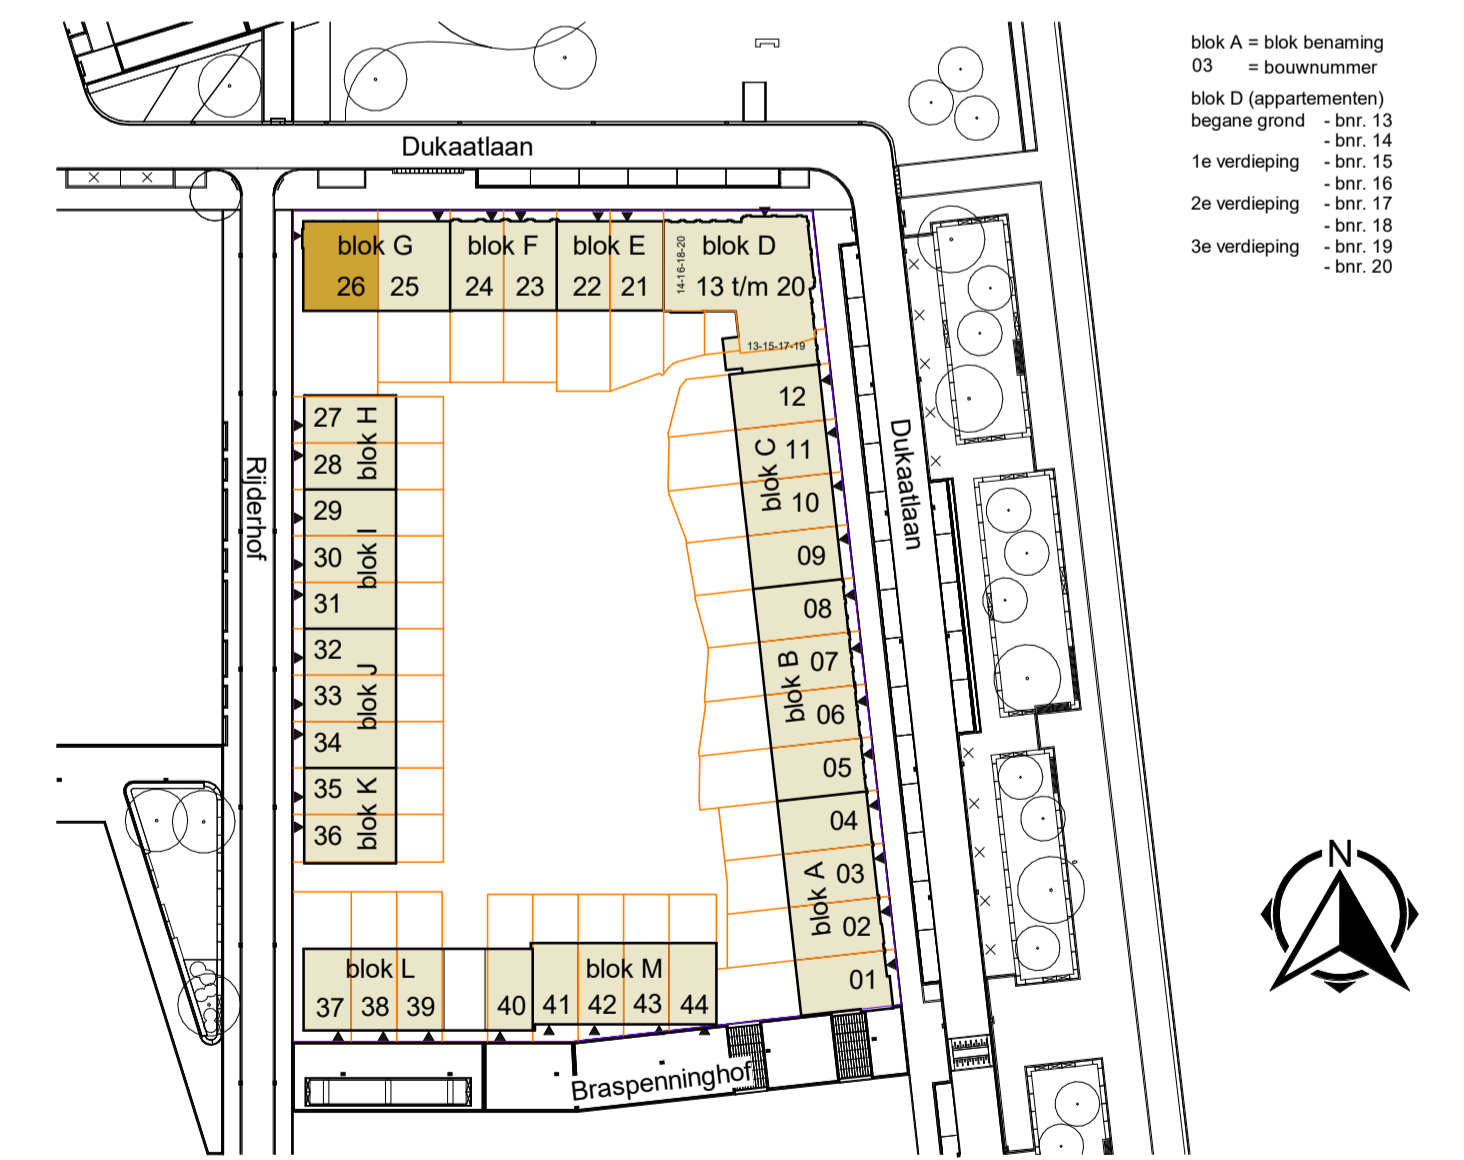 blok A = blok benaming
03 = bouwnummer
blok D (appartementen)
begane grond - bnr. 13
- bnr. 14
1e verdieping - bnr. 15
- bnr. 16
2e verdieping - bnr. 17
- bnr. 18
3e verdieping - bnr. 19
- bnr. 20
Dukaatlaan
blok G
26 25
blok F
24 23
blok E
22 21
14-16-18-20
blok D
13 t/m 20
13-15-17-19
12
11
10
09
blok C
08
07
06
05
blok B
04
03
02
01
blok A
Dukaatlaan
Rijderhof
27
28
blok H
29
30
31
blok I
32
33
34
blok J
35
36
blok K
blok L
37 38 39 40
blok M
41 42 43 44
Braspenninghof
N